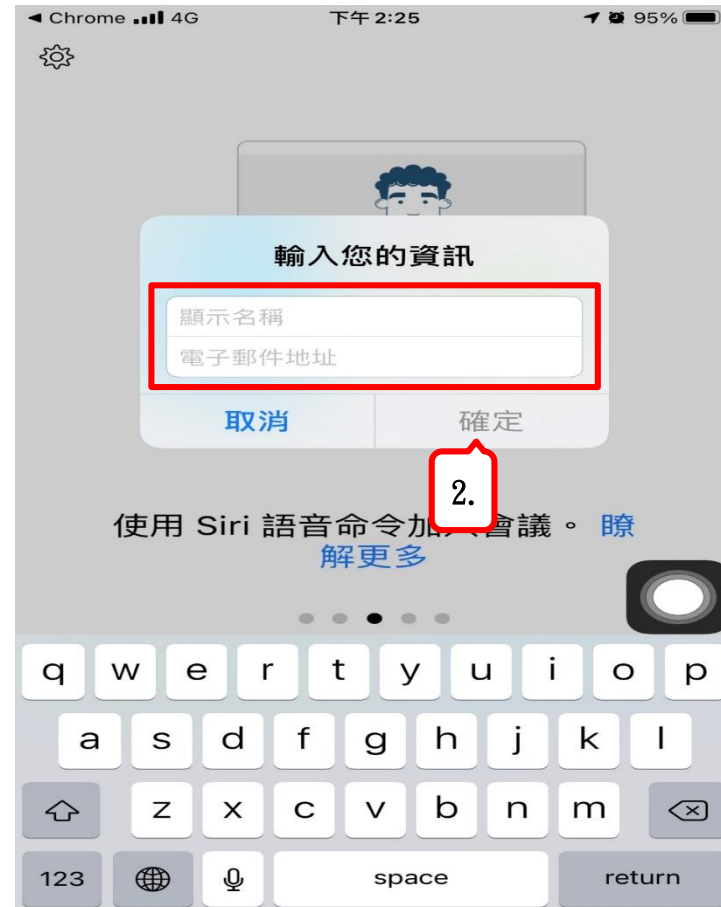 ◀ Chrome 4G 下午 2:25 95%
輸入您的資訊
顯示名稱
電子郵件地址
取消 確定
2.
使用 Siri 語音命令加入會議。瞭
解更多
q w e r t y u i o p
a s d f g h j k l
z x c v b n m
123 space return